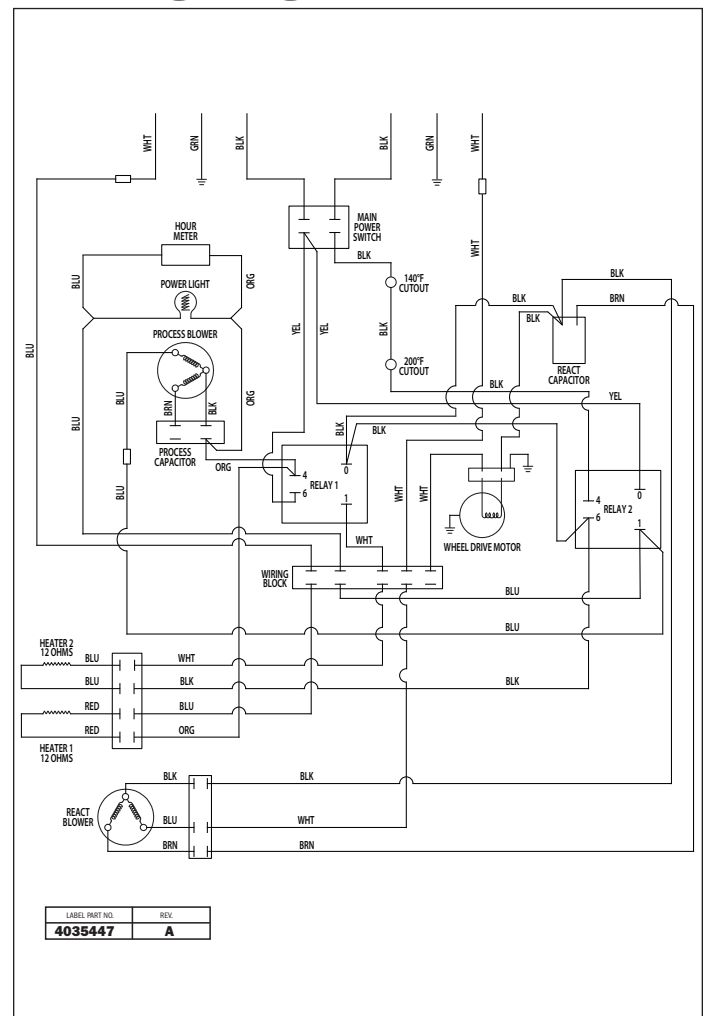 WHT
GRN
BLK
BLK
GRN
WHT
MAIN
POWER
SWITCH
HOUR
METER
WHT
BLK
BLU
ORG
140°F
CUTOUT
BLK
POWER LIGHT
BLK
BRN
BLK
YEL
YEL
BLK
PROCESS BLOWER
BLU
REACT
CAPACITOR
200°F
CUTOUT
BLK
YEL
BLU
BLU
BRN
BLK
ORG
BLK
BLK
PROCESS
CAPACITOR
ORG
4
0
RELAY 1
6
1
WHT
WHT
4
0
RELAY 2
6
1
BLU
WHT
WHEEL DRIVE MOTOR
WIRING
BLOCK
BLU
BLU
HEATER 2
12 OHMS
BLU
WHT
BLU
BLK
BLK
RED
BLU
RED
ORG
HEATER 1
12 OHMS
BLK
BLK
REACT
BLOWER
BLU
WHT
BRN
BRN
LABEL PART NO.
REV.
4035447
A